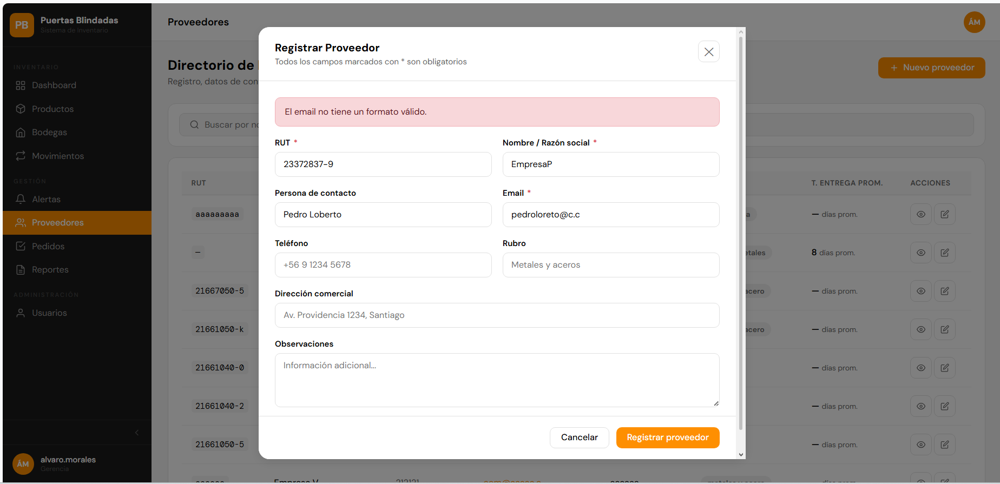 PB
Puertas Blindadas
Sistema de Inventario
INVENTARIO
Dashboard
Productos
Bodegas
Movimientos
GESTIÓN
Alertas
Proveedores
Pedidos
Reportes
ADMINISTRACIÓN
Usuarios
ÁM
alvaro.morales
Gerencia
Proveedores
ÁM
Directorio de
Registro, datos de con
+ Nuevo proveedor
Buscar por no
RUT
T. ENTREGA PROM.
ACCIONES
aaaaaaaaa
— días prom.
—
etales
8 días prom.
21667050-5
acero
— días prom.
21661050-k
acero
— días prom.
21661040-0
— días prom.
21661040-2
— días prom.
21661050-5
— días prom.
Registrar Proveedor
Todos los campos marcados con * son obligatorios
El email no tiene un formato válido.
RUT *
23372837-9
Nombre / Razón social *
EmpresaP
Persona de contacto
Pedro Loberto
Email *
pedroloreto@c.c
Teléfono
+56 9 1234 5678
Rubro
Metales y aceros
Dirección comercial
Av. Providencia 1234, Santiago
Observaciones
Información adicional...
Cancelar
Registrar proveedor